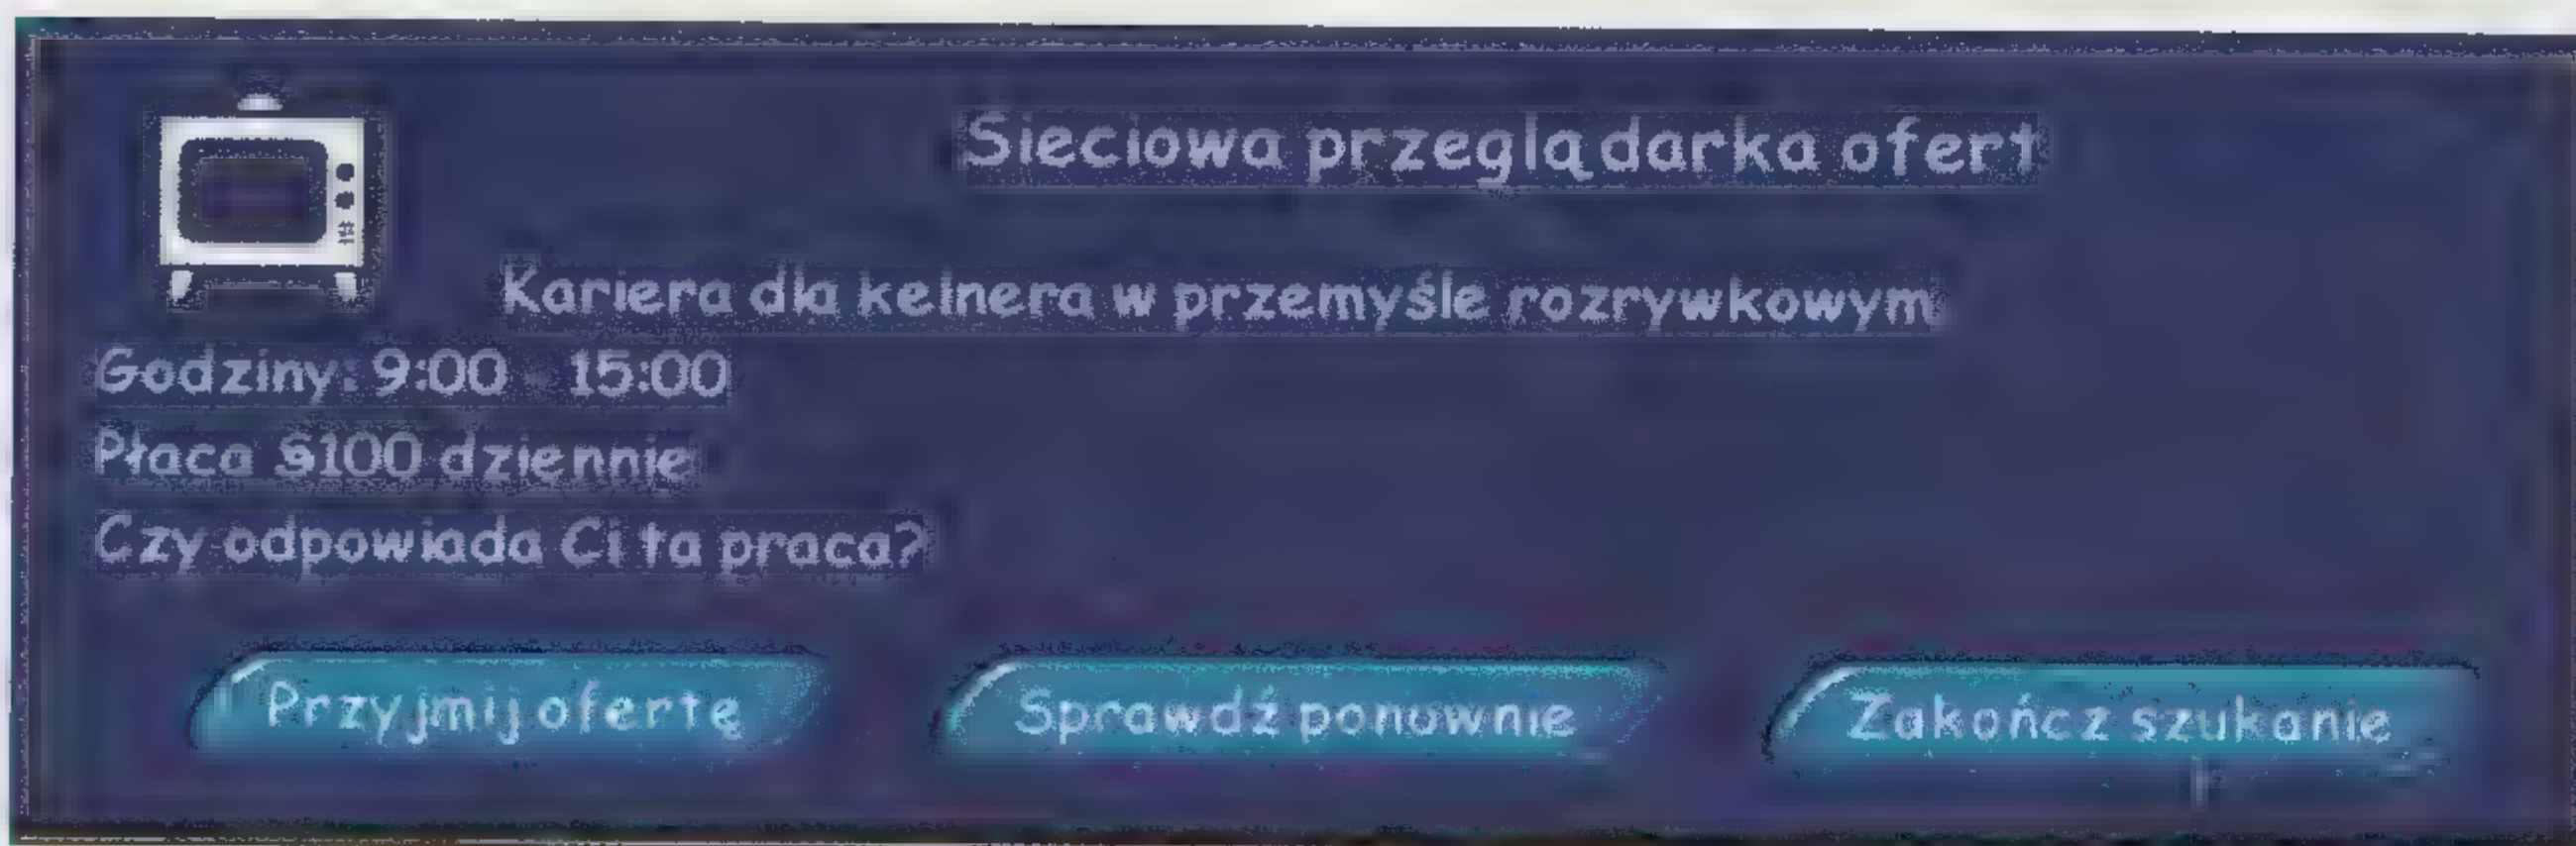 Sieciowa przeglądarka ofert
Kariera dla kelnera w przemyśle rozrywkowym
Godziny: 9:00 - 15:00
Płaca §100 dziennie
Czy odpowiada Ci ta praca?
Przyjmij ofertę Sprawdź ponownie Zakończ szukanie